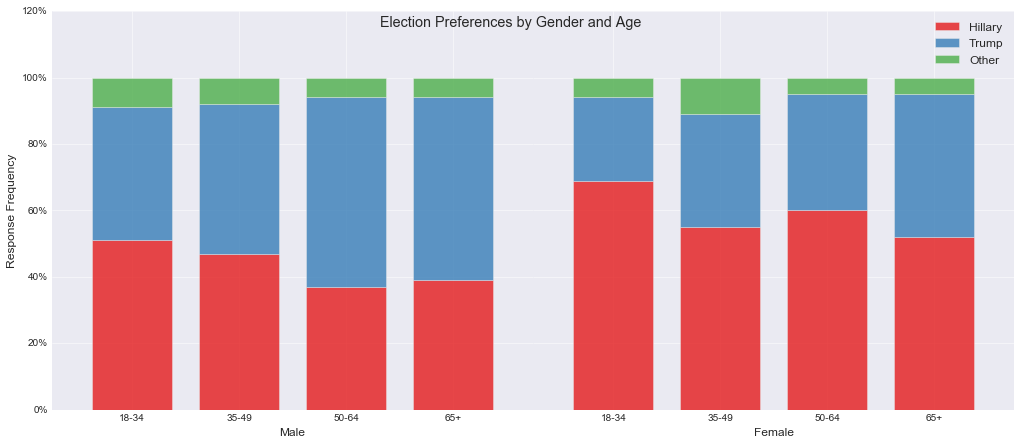 Election Preferences by Gender and Age
Hillary
Trump
Other
Response Frequency
120%
100%
80%
60%
40%
20%
0%
18-34 35-49 50-64 65+ 18-34 35-49 50-64 65+
Male Female